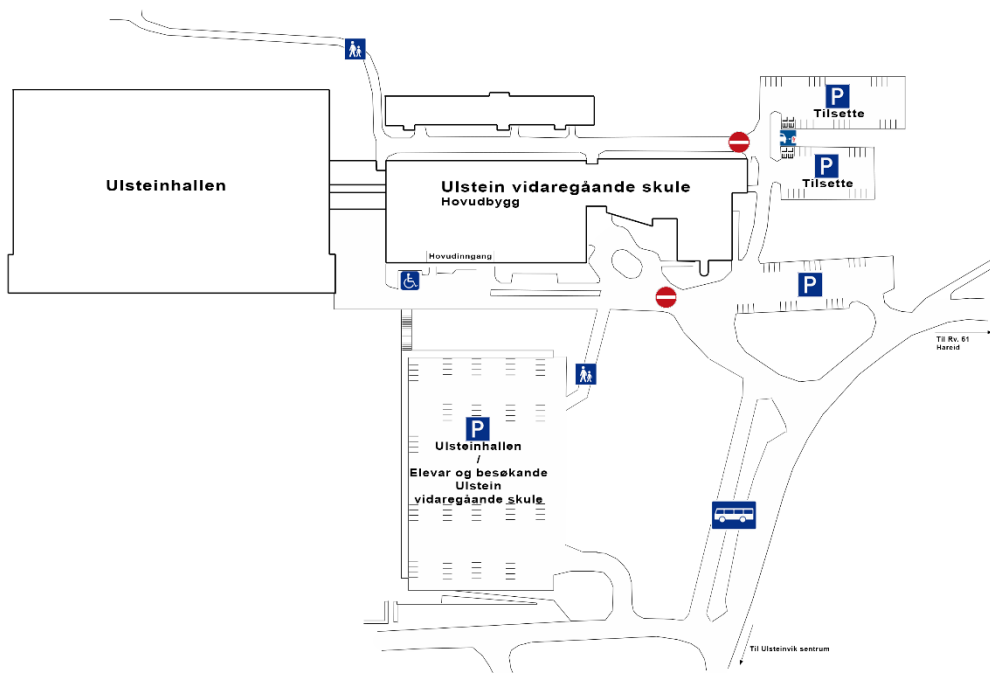 P
Tilsette
Ulsteinhallen
Ulstein vidaregåande skule
Hovudbygg
P
Tilsette
Hovudinngang
P
Til Rv. 61
Hareid
P
Ulsteinhallen
/
Elevar og besøkande
Ulstein
vidaregåande skule
Til Ulsteinvik sentrum